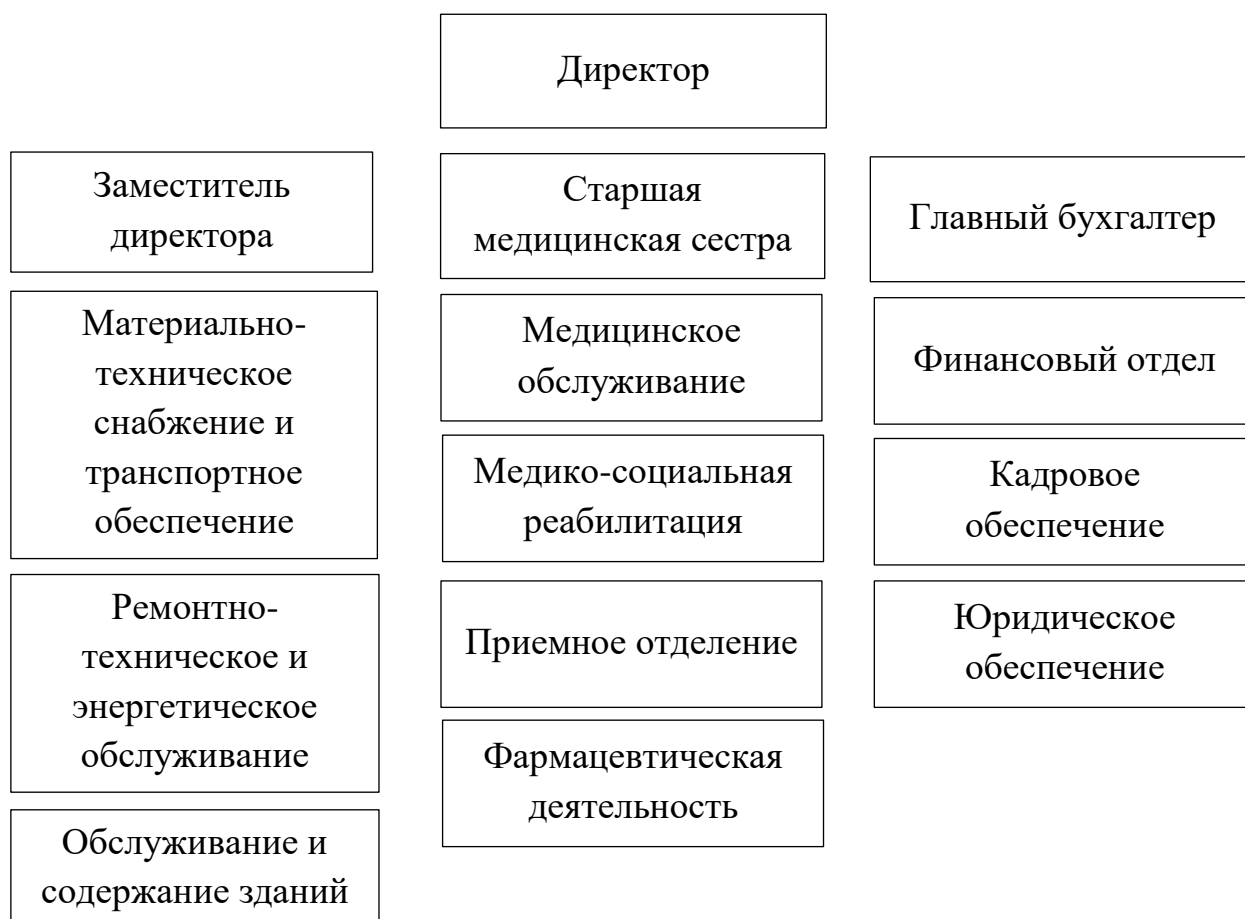 Директор
Заместитель
директора
Материально-
техническое
снабжение и
транспортное
обеспечение
Ремонтно-
техническое и
энергетическое
обслуживание
Обслуживание и
содержание зданий
Старшая
медицинская сестра
Медицинское
обслуживание
Медико-социальная
реабилитация
Приемное отделение
Фармацевтическая
деятельность
Главный бухгалтер
Финансовый отдел
Кадровое
обеспечение
Юридическое
обеспечение